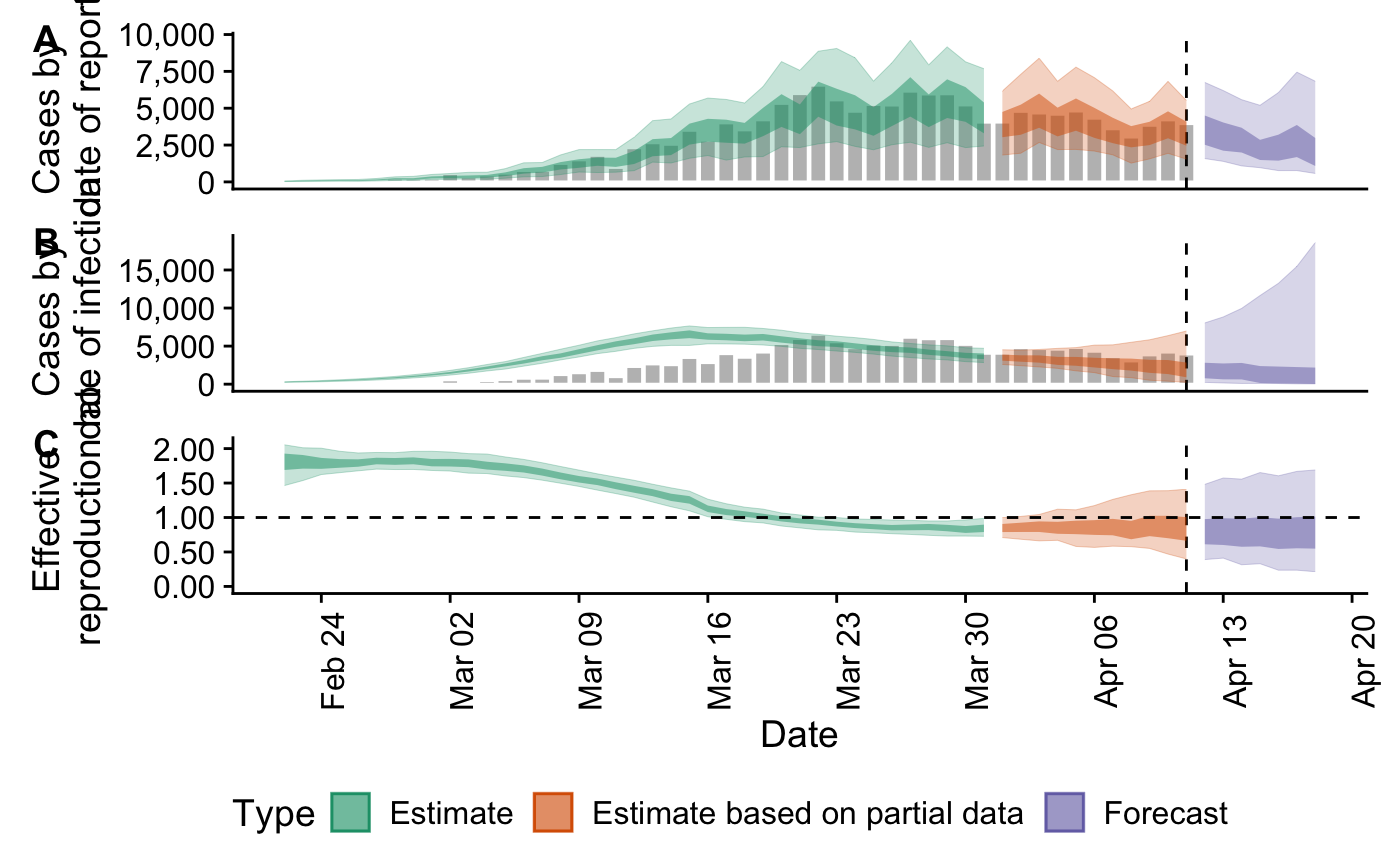 A
Cases by
date of report
10,000
7,500
5,000
2,500
0
B
Cases by
date of infection
15,000
10,000
5,000
0
C
Effective
reproduction
2.00
1.50
1.00
0.50
0.00
Feb 24
Mar 02
Mar 09
Mar 16
Mar 23
Mar 30
Apr 06
Apr 13
Apr 20
Date
Type
Estimate
Estimate based on partial data
Forecast